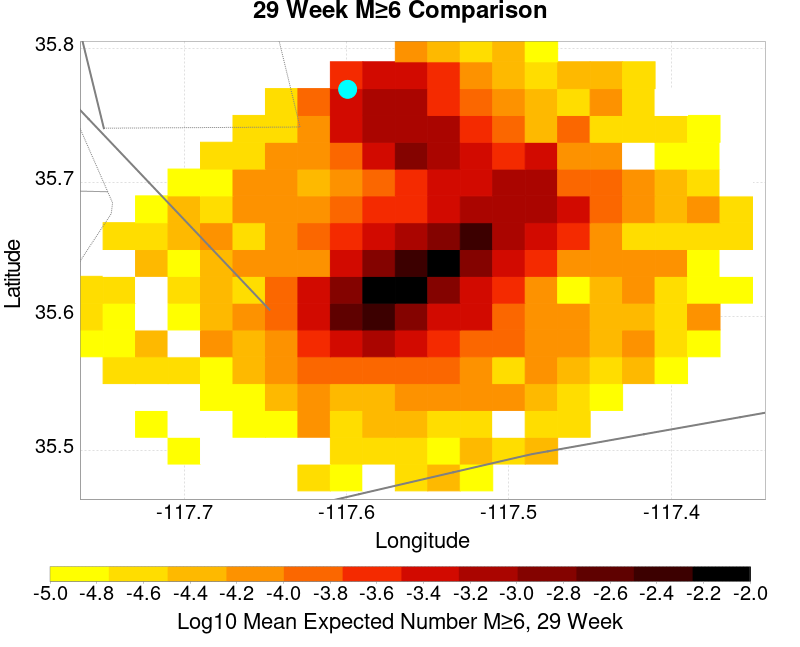 29 Week M≥6 Comparison
35.8
35.7
35.6
35.5
Latitude
-117.7 -117.6 -117.5 -117.4
Longitude
-5.0 -4.8 -4.6 -4.4 -4.2 -4.0 -3.8 -3.6 -3.4 -3.2 -3.0 -2.8 -2.6 -2.4 -2.2 -2.0
Log10 Mean Expected Number M≥6, 29 Week